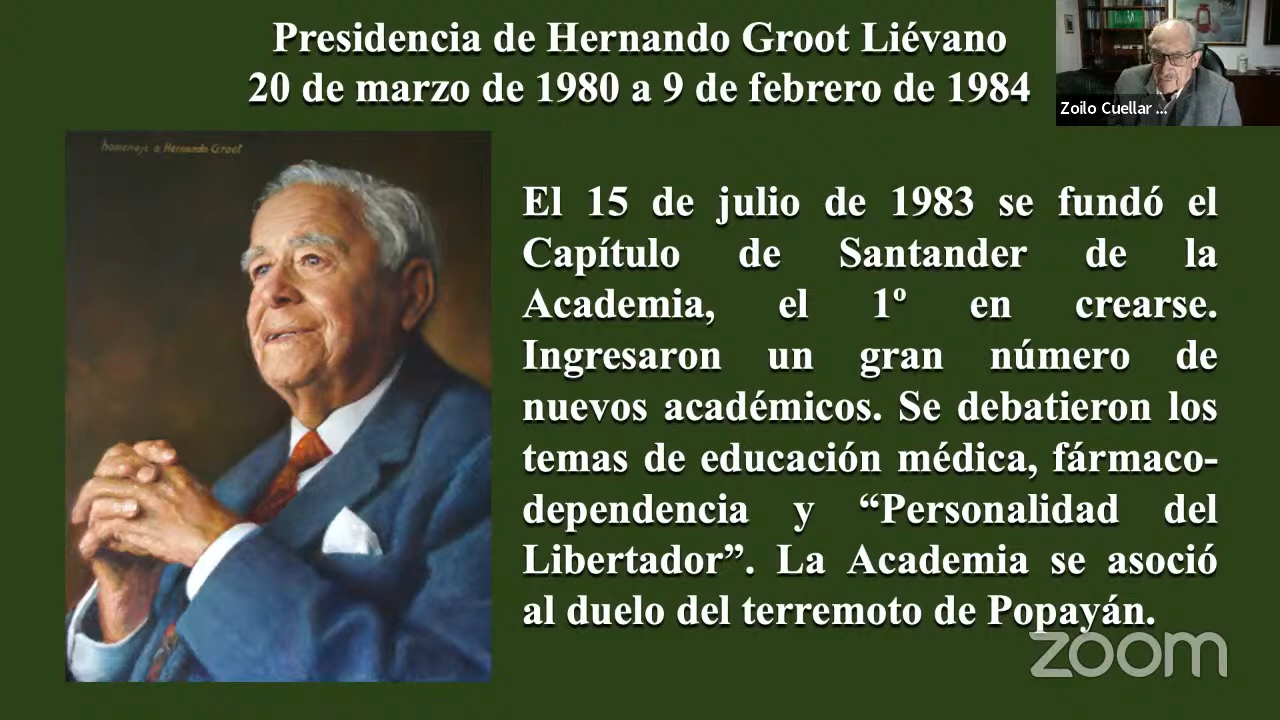 Presidencia de Hernando Groot Liévano
20 de marzo de 1980 a 9 de febrero de 1984
Zoilo Cuellar ...
homenaje a Hernando Groot
El 15 de julio de 1983 se fundó el
Capítulo de Santander de la
Academia, el 1º en crearse.
Ingresaron un gran número de
nuevos académicos. Se debatieron los
temas de educación médica, fármaco-
dependencia y “Personalidad del
Libertador”. La Academia se asoció
al duelo del terremoto de Popayán.
zoom